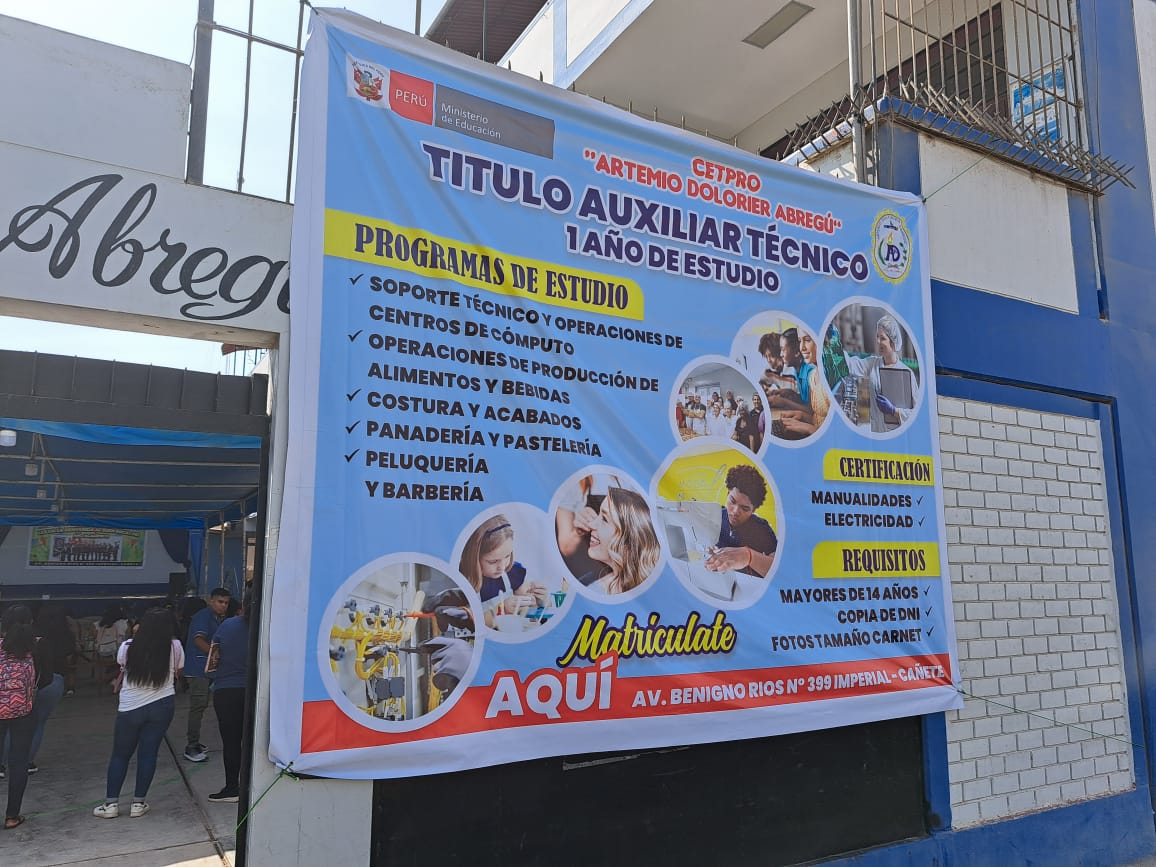 Abreg
PERÚ
Ministerio
de Educación
CETPRO
"ARTEMIO DOLORIER ABREGÚ"
TITULO AUXILIAR TÉCNICO
1 AÑO DE ESTUDIO
PROGRAMAS DE ESTUDIO
✓ SOPORTE TÉCNICO Y OPERACIONES DE
CENTROS DE CÓMPUTO
✓ OPERACIONES DE PRODUCCIÓN DE
ALIMENTOS Y BEBIDAS
✓ COSTURA Y ACABADOS
✓ PANADERÍA Y PASTELERÍA
✓ PELUQUERÍA
Y BARBERÍA
CERTIFICACIÓN
MANUALIDADES ✓
ELECTRICIDAD ✓
REQUISITOS
MAYORES DE 14 AÑOS ✓
COPIA DE DNI ✓
FOTOS TAMAÑO CARNET ✓
Matriculate
AQUÍ
AV. BENIGNO RIOS Nº 399 IMPERIAL - CAÑETE